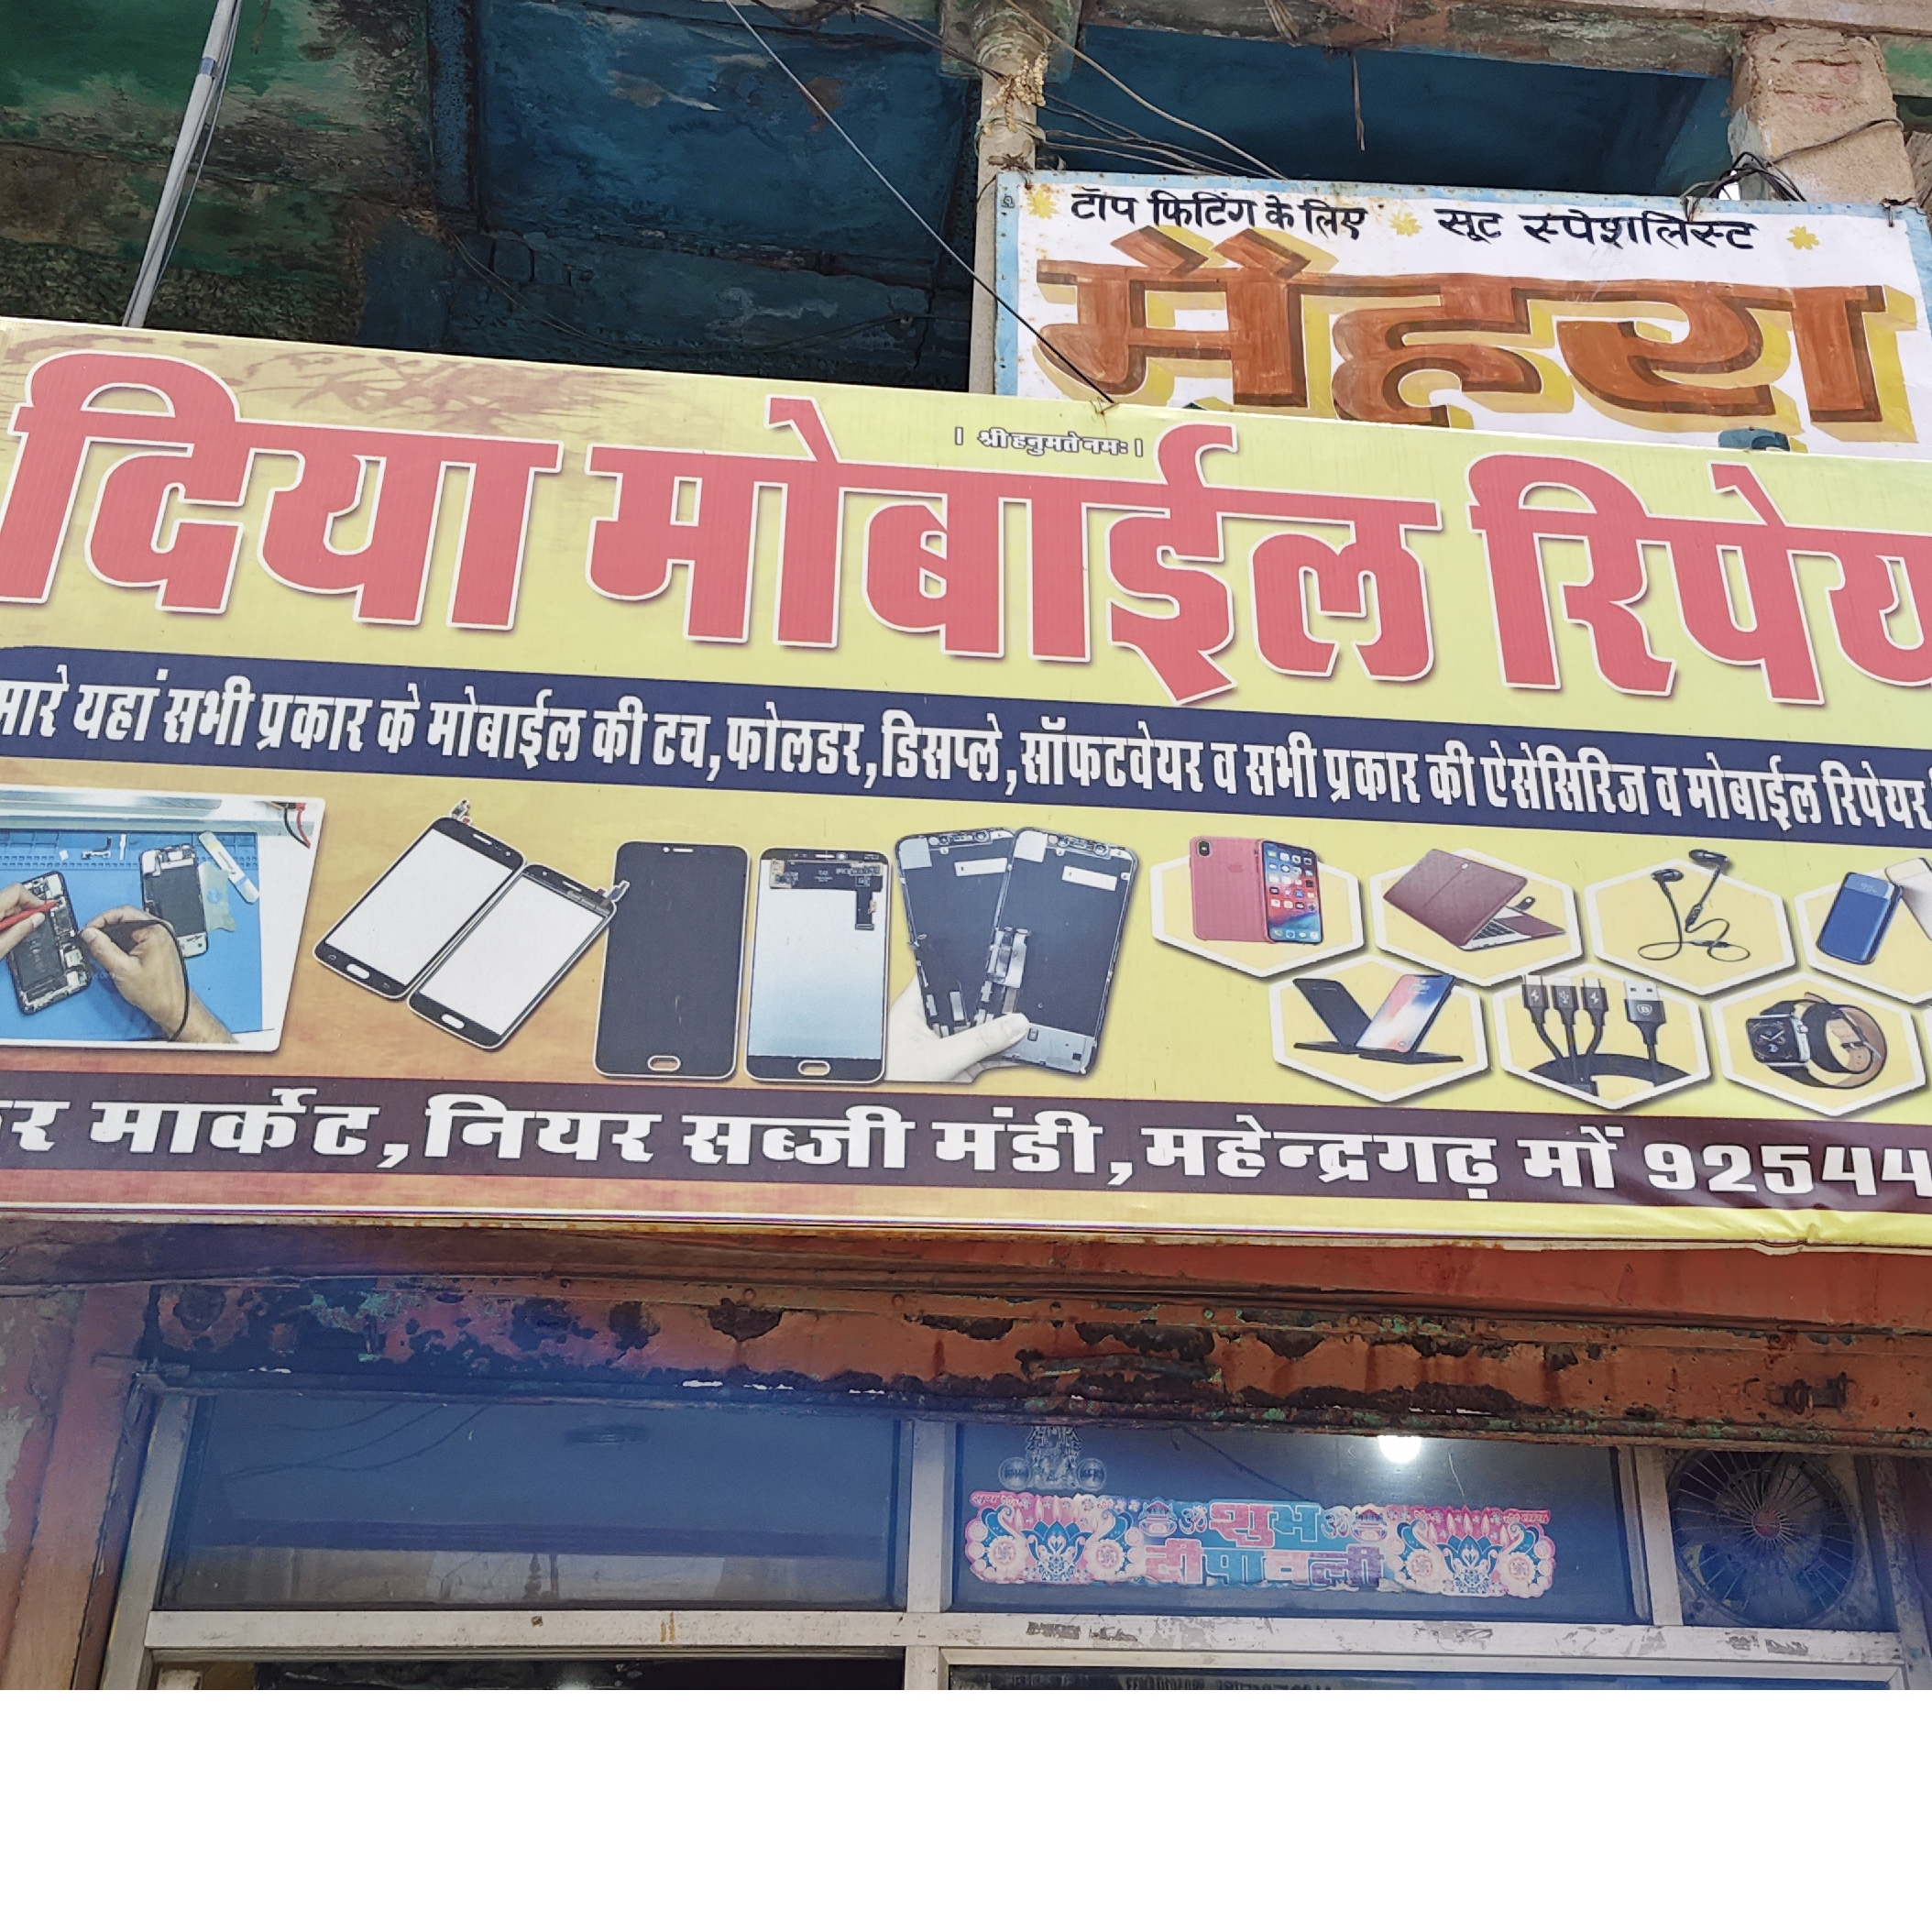 टॉप फिटिंग के लिए सूट स्पेशलिस्ट
मैहरा
। श्री हनुमते नमः ।
दिया मोबाईल रिपेय
मारे यहां सभी प्रकार के मोबाईल की टच,फोलडर,डिसप्ले,सॉफटवेयर व सभी प्रकार की ऐसेसिरिज व मोबाईल रिपेयर
र मार्केट,नियर सब्जी मंडी,महेन्द्रगढ़ मों 92544
शुभ
दीपावली